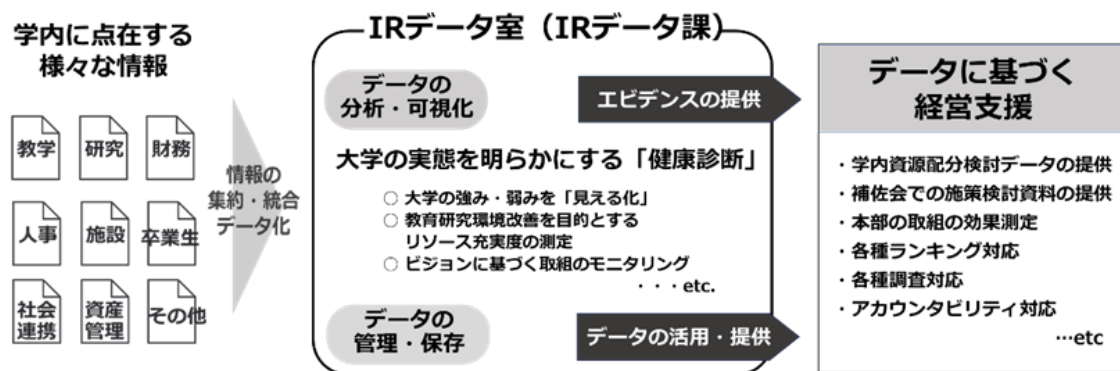 学内に点在する
様々な情報
教学
研究
財務
人事
施設
卒業生
社会
連携
資産
管理
その他
情報の
集約・統合
データ化
IRデータ室（IRデータ課）
データの
分析・可視化
エビデンスの提供
大学の実態を明らかにする「健康診断」
○ 大学の強み・弱みを「見える化」
○ 教育研究環境改善を目的とする
リソース充実度の測定
○ ビジョンに基づく取組のモニタリング
・・・etc.
データの
管理・保存
データの活用・提供
データに基づく
経営支援
・学内資源配分検討データの提供
・補佐会での施策検討資料の提供
・本部の取組の効果測定
・各種ランキング対応
・各種調査対応
・アカウンタビリティ対応
…etc